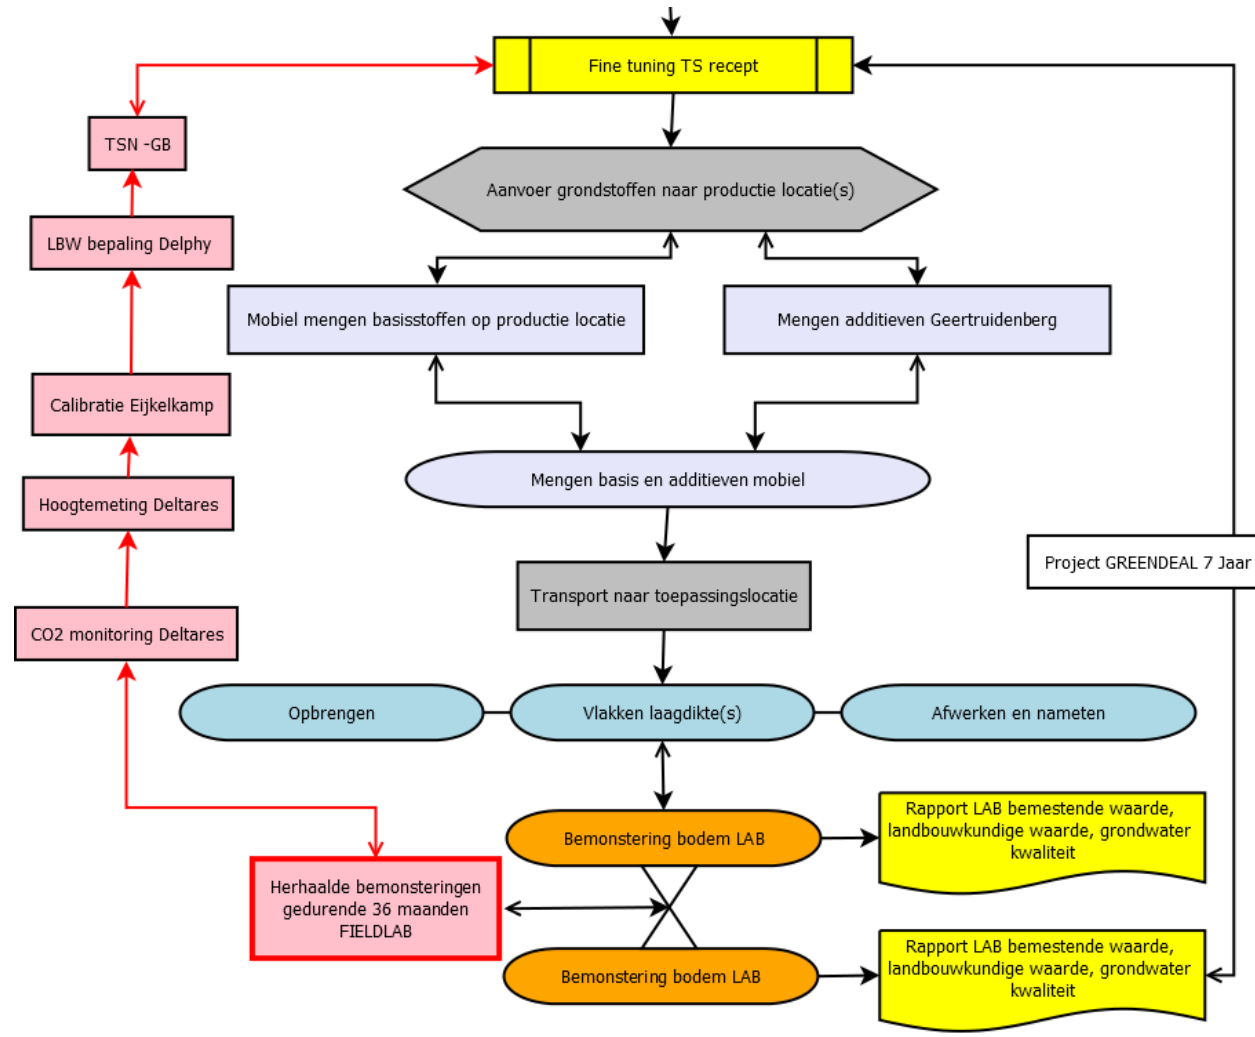 Fine tuning TS recept
TSN -GB
Aanvoer grondstoffen naar productie locatie(s)
LBW bepaling Delphy
Mobiel mengen basisstoffen op productie locatie
Mengen additieven Geertruidenberg
Calibratie Eijkelkamp
Mengen basis en additieven mobiel
Hoogtemeting Deltares
Project GREENDEAL 7 Jaar
Transport naar toepassingslocatie
CO2 monitoring Deltares
Opbrengen
Vlakken laagdikte(s)
Afwerken en nameten
Bemonstering bodem LAB
Rapport LAB bemestende waarde,
landbouwkundige waarde, grondwater
kwaliteit
Herhaalde bemonsteringen
gedurende 36 maanden
FIELDLAB
Bemonstering bodem LAB
Rapport LAB bemestende waarde,
landbouwkundige waarde, grondwater
kwaliteit